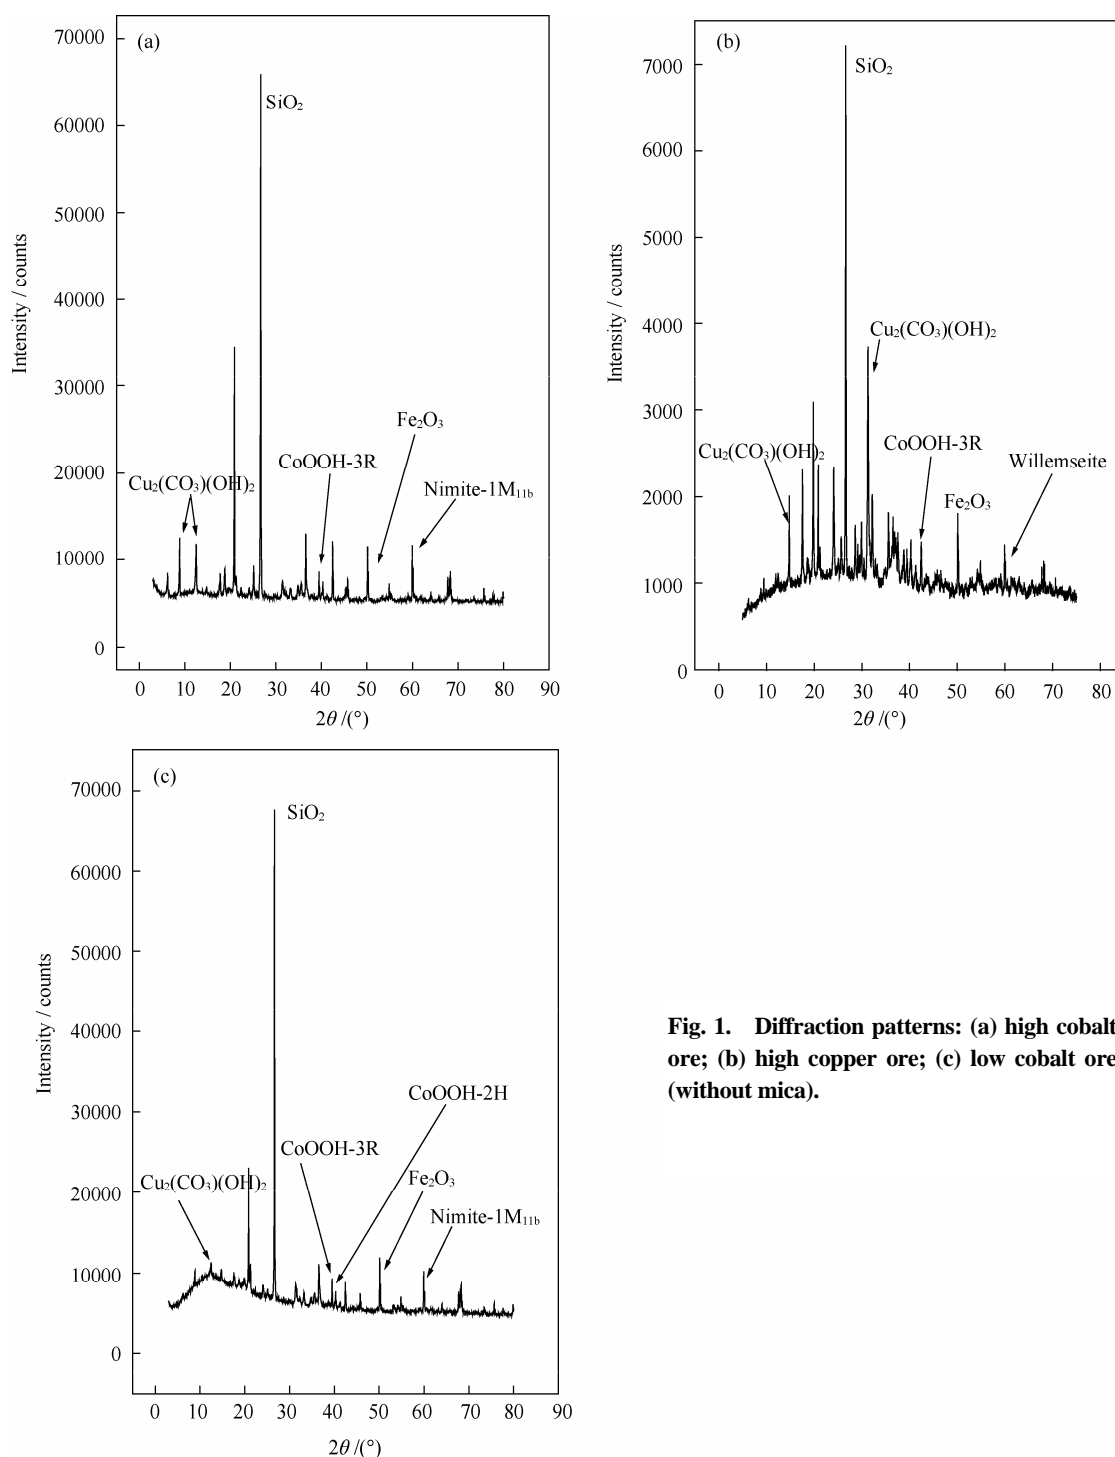 (a)
70000
60000
50000
40000
30000
20000
10000
0
Intensity / counts
SiO₂
Fe₂O₃
CoOOH-3R
Cu₂(CO₃)(OH)₂
Nimite-1M₁₁b
0 10 20 30 40 50 60 70 80 90
2θ /(°)
(b)
7000
6000
5000
4000
3000
2000
1000
0
Intensity / counts
SiO₂
Cu₂(CO₃)(OH)₂
Cu₂(CO₃)(OH)₂
CoOOH-3R
Willemseite
Fe₂O₃
0 10 20 30 40 50 60 70 80
2θ /(°)
(c)
70000
60000
50000
40000
30000
20000
10000
0
Intensity / counts
SiO₂
CoOOH-2H
CoOOH-3R
Cu₂(CO₃)(OH)₂
Fe₂O₃
Nimite-1M₁₁b
0 10 20 30 40 50 60 70 80 90
2θ /(°)
Fig. 1. Diffraction patterns: (a) high cobalt
ore; (b) high copper ore; (c) low cobalt ore
(without mica).